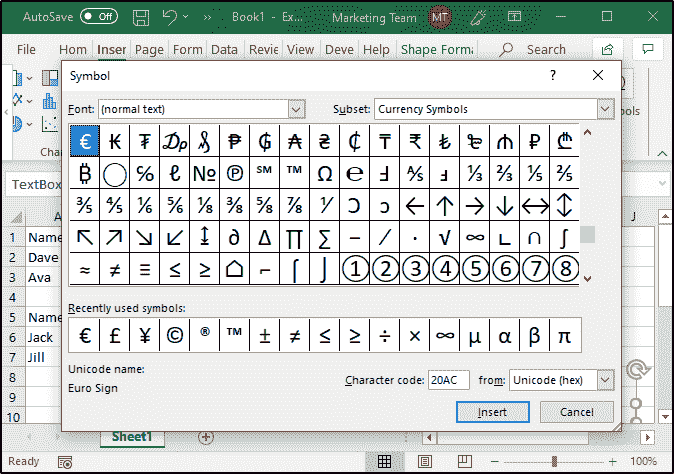 AutoSave Off Book1 - Ex... Marketing Team MT
File Hom Inser Page Form Data Revie View Deve Help Shape Forma Search
Symbol ? ×
Font: (normal text) Subset: Currency Symbols
€ ₭ ₮ ₯ ₰ ₱ ₲ ₳ ₴ ₵ ₸ ₹ ₺ ₻ ₼ ₽ ₾
₿ ⃝ ℅ ℓ № ℗ ℠ ™ Ω ℮ Ⅎ ⅍ ⅎ ⅓ ⅔ ⅕ ⅖
⅗ ⅘ ⅙ ⅚ ⅛ ⅜ ⅝ ⅞ ⅟ Ↄ ↄ ← ↑ → ↓ ↔ ↕
↖ ↗ ↘ ↙ ↨ ∂ ∆ ∏ ∑ − ∕ ∙ √ ∞ ∟ ∩ ∫
≈ ≠ ≡ ≤ ≥ ⌂ ⌐ ⌠ ⌡ ① ② ③ ④ ⑤ ⑥ ⑦ ⑧
Recently used symbols:
€ £ ¥ © ® ™ ± ≠ ≤ ≥ ÷ × ∞ µ α β π
Unicode name:
Euro Sign
Character code: 20AC from: Unicode (hex)
Insert Cancel
Char
TextBox
A J
1 Name
2 Dave
3 Ava
4
5 Name
6 Jack
7 Jill
8
9
10
Sheet1
Ready 100%